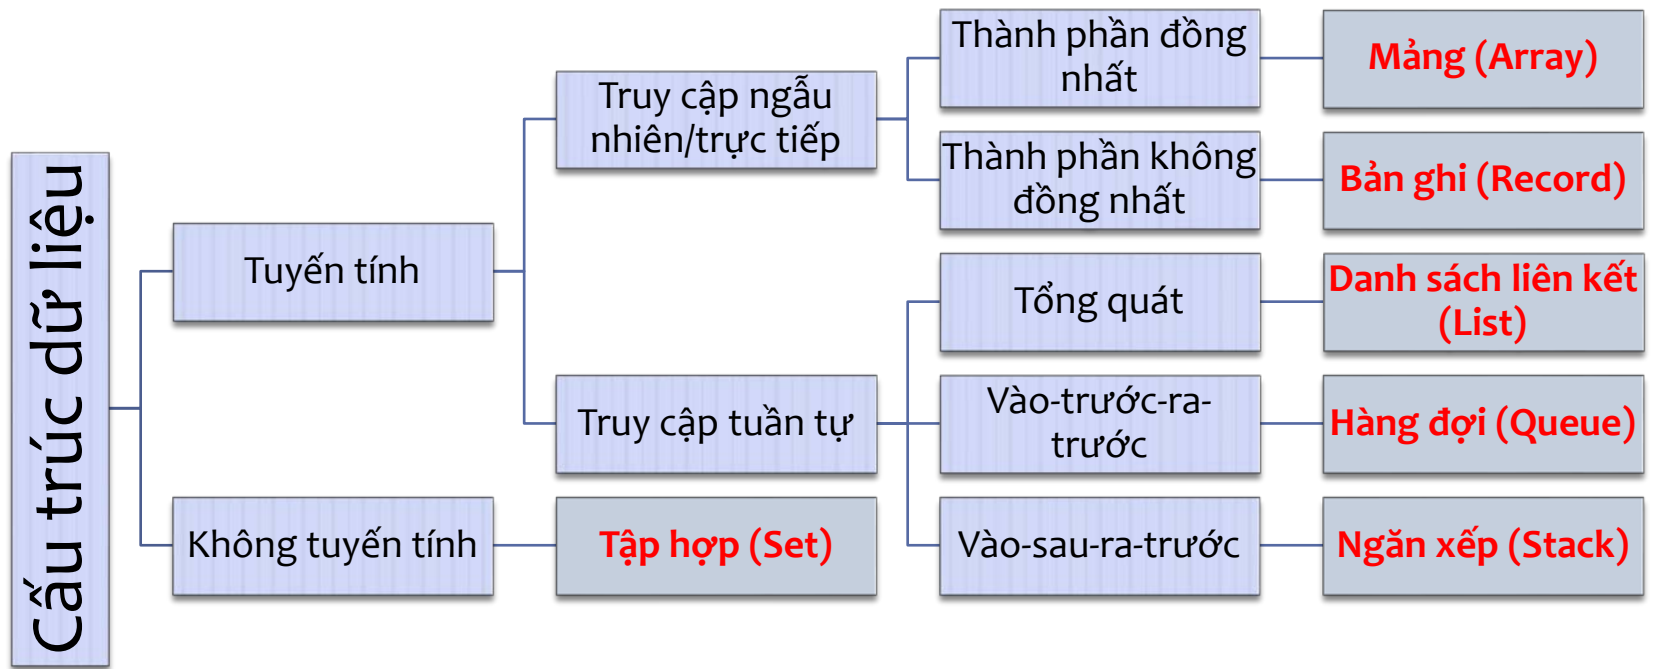 Cấu trúc dữ liệu
Tuyến tính
Truy cập ngẫu
nhiên/trực tiếp
Thành phần đồng
nhất
Mảng (Array)
Thành phần không
đồng nhất
Bản ghi (Record)
Truy cập tuần tự
Tổng quát
Danh sách liên kết
(List)
Vào-trước-ra-
trước
Hàng đợi (Queue)
Vào-sau-ra-trước
Ngăn xếp (Stack)
Không tuyến tính
Tập hợp (Set)